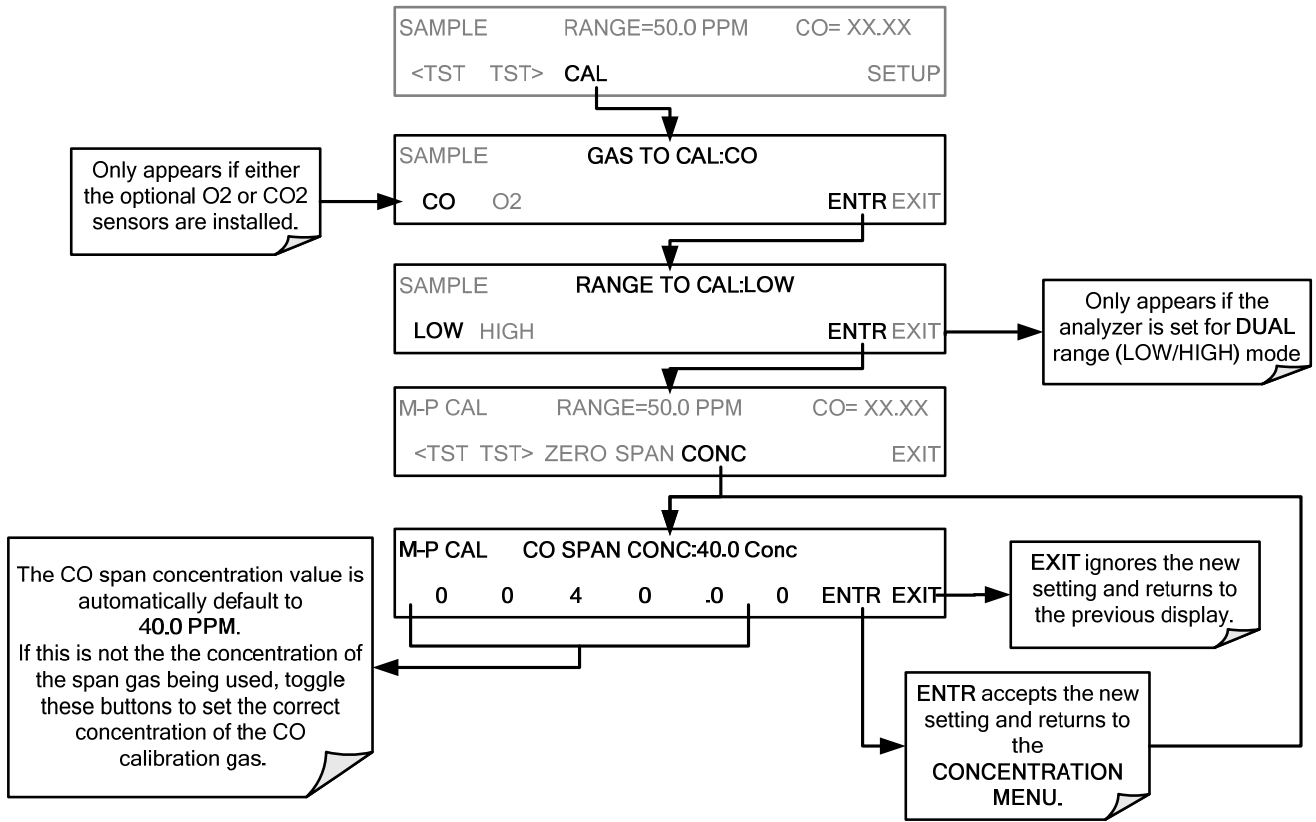 SAMPLE RANGE=50.0 PPM CO= XX.XX
<TST TST> CAL SETUP
Only appears if either
the optional O2 or CO2
sensors are installed.
SAMPLE GAS TO CAL:CO
CO O2 ENTR EXIT
SAMPLE RANGE TO CAL:LOW
LOW HIGH ENTR EXIT
Only appears if the
analyzer is set for DUAL
range (LOW/HIGH) mode
M-P CAL RANGE=50.0 PPM CO= XX.XX
<TST TST> ZERO SPAN CONC EXIT
M-P CAL CO SPAN CONC:40.0 Conc
0 0 4 0 .0 0 ENTR EXIT
The CO span concentration value is
automatically default to
40.0 PPM.
If this is not the the concentration of
the span gas being used, toggle
these buttons to set the correct
concentration of the CO
calibration gas.
EXIT ignores the new
setting and returns to
the previous display.
ENTR accepts the new
setting and returns to
the
CONCENTRATION
MENU.